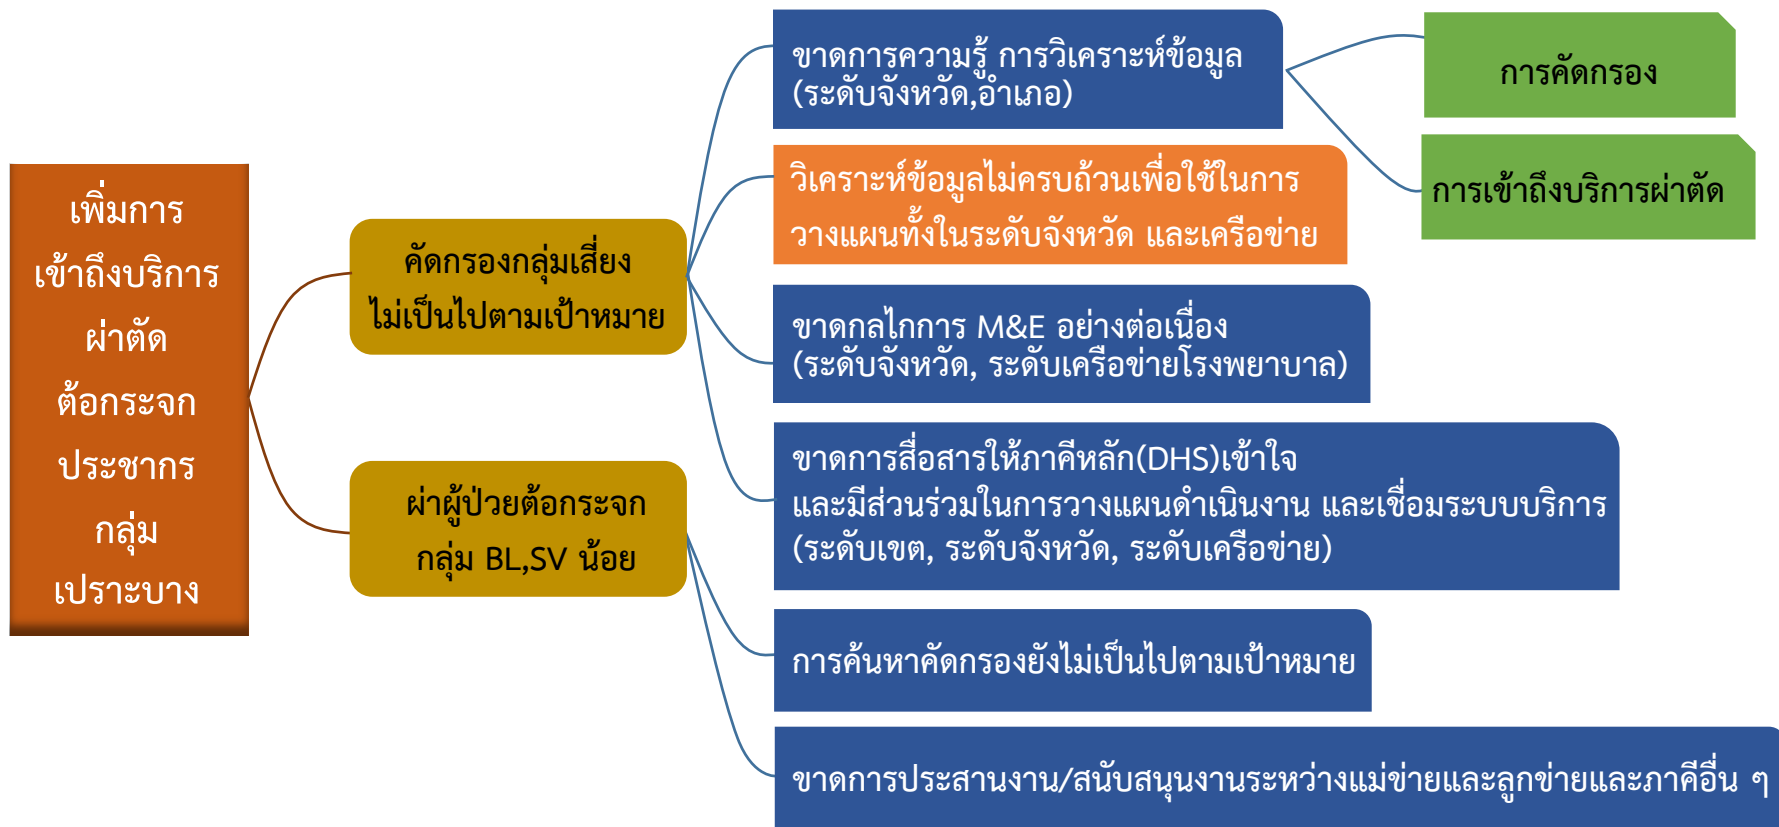 เพิ่มการ
เข้าถึงบริการ
ผ่าตัด
ต้อกระจก
ประชากร
กลุ่ม
เปราะบาง
คัดกรองกลุ่มเสี่ยง
ไม่เป็นไปตามเป้าหมาย
ผ่าผู้ป่วยต้อกระจก
กลุ่ม BL,SV น้อย
ขาดการความรู้ การวิเคราะห์ข้อมูล
(ระดับจังหวัด,อำเภอ)
วิเคราะห์ข้อมูลไม่ครบถ้วนเพื่อใช้ในการ
วางแผนทั้งในระดับจังหวัด และเครือข่าย
ขาดกลไกการ M&E อย่างต่อเนื่อง
(ระดับจังหวัด, ระดับเครือข่ายโรงพยาบาล)
ขาดการสื่อสารให้ภาคีหลัก(DHS)เข้าใจ
และมีส่วนร่วมในการวางแผนดำเนินงาน และเชื่อมระบบบริการ
(ระดับเขต, ระดับจังหวัด, ระดับเครือข่าย)
การค้นหาคัดกรองยังไม่เป็นไปตามเป้าหมาย
ขาดการประสานงาน/สนับสนุนงานระหว่างแม่ข่ายและลูกข่ายและภาคีอื่น ๆ
การคัดกรอง
การเข้าถึงบริการผ่าตัด